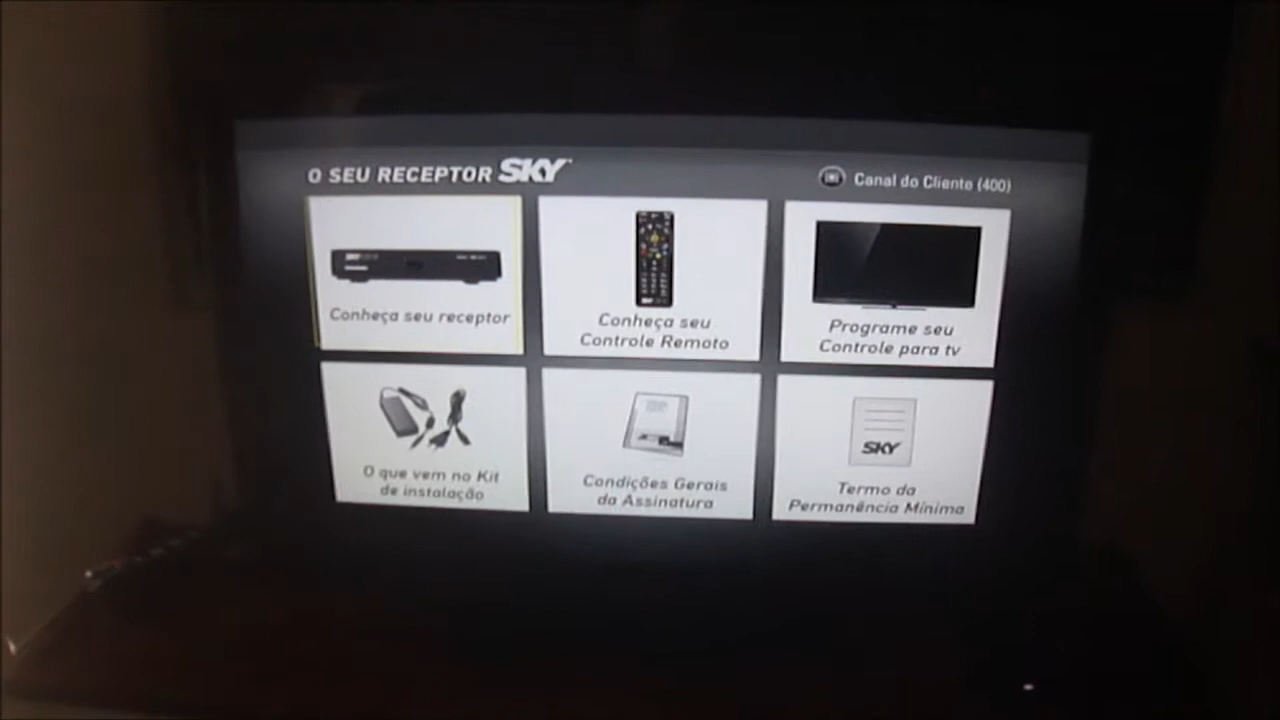 O SEU RECEPTOR SKY
Canal do Cliente (400)
Conheça seu receptor
Conheça seu
Controle Remoto
Programe seu
Controle para tv
O que vem no Kit
de instalação
Condições Gerais
da Assinatura
SKY
Termo da
Permanência Mínima